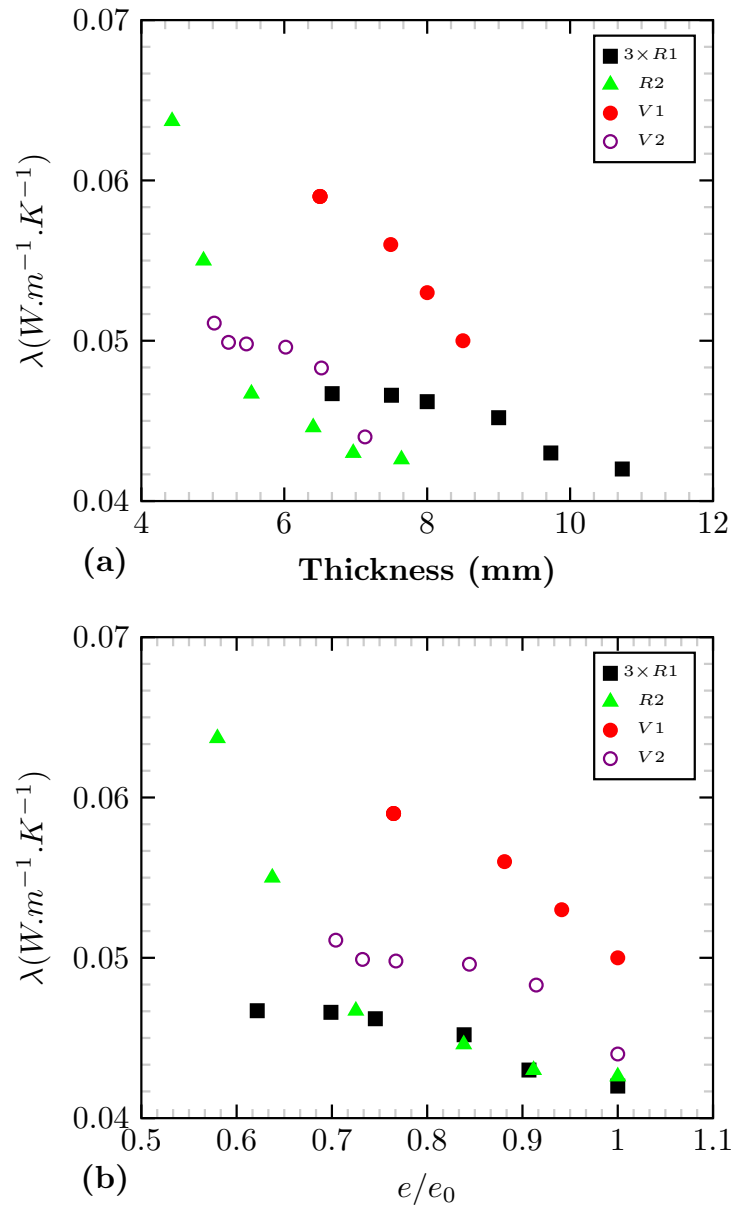 0.07
3×R1
R2
V1
V2
0.06
λ(W.m⁻¹.K⁻¹)
0.05
0.04
4 6 8 10 12
(a) Thickness (mm)
0.07
3×R1
R2
V1
V2
0.06
λ(W.m⁻¹.K⁻¹)
0.05
0.04
0.5 0.6 0.7 0.8 0.9 1 1.1
(b) e/e₀